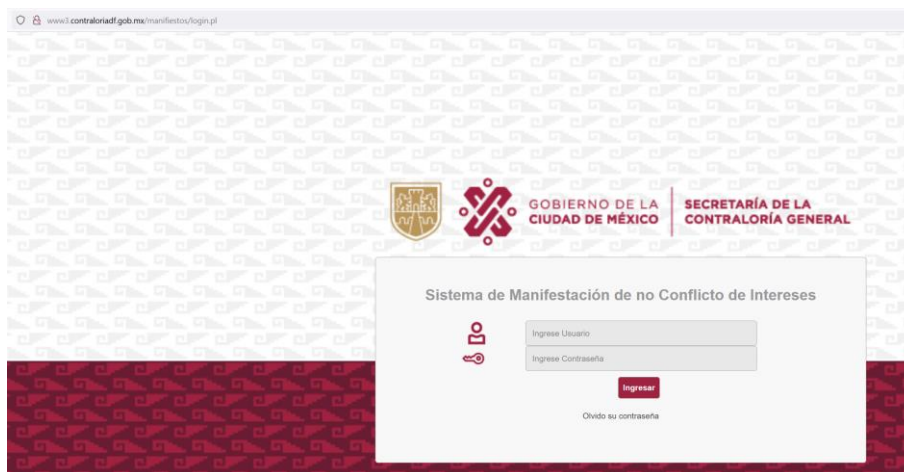 www3.contraloriadf.gob.mx/manifiestos/login.pl
GOBIERNO DE LA
CIUDAD DE MÉXICO
SECRETARÍA DE LA
CONTRALORÍA GENERAL
Sistema de Manifestación de no Conflicto de Intereses
Ingrese Usuario
Ingrese Contraseña
Ingresar
Olvido su contraseña